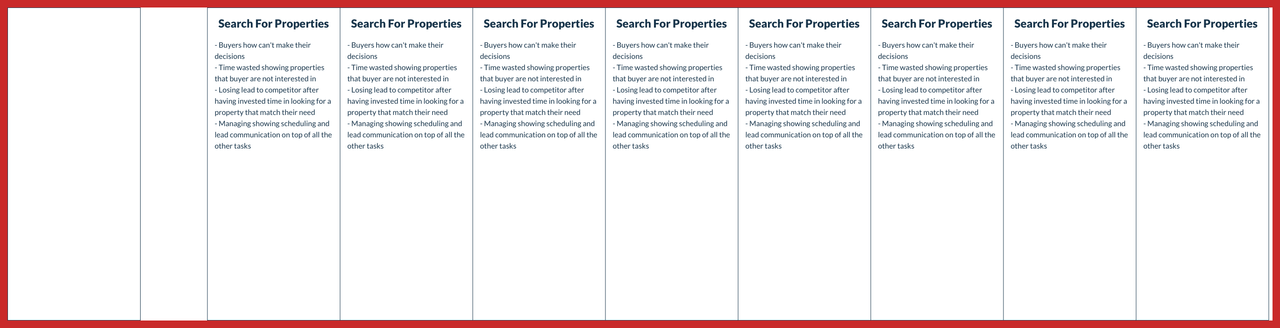 Search For Properties
- Buyers how can't make their
decisions
- Time wasted showing properties
that buyer are not interested in
- Losing lead to competitor after
having invested time in looking for a
property that match their need
- Managing showing scheduling and
lead communication on top of all the
other tasks
Search For Properties
- Buyers how can't make their
decisions
- Time wasted showing properties
that buyer are not interested in
- Losing lead to competitor after
having invested time in looking for a
property that match their need
- Managing showing scheduling and
lead communication on top of all the
other tasks
Search For Properties
- Buyers how can't make their
decisions
- Time wasted showing properties
that buyer are not interested in
- Losing lead to competitor after
having invested time in looking for a
property that match their need
- Managing showing scheduling and
lead communication on top of all the
other tasks
Search For Properties
- Buyers how can't make their
decisions
- Time wasted showing properties
that buyer are not interested in
- Losing lead to competitor after
having invested time in looking for a
property that match their need
- Managing showing scheduling and
lead communication on top of all the
other tasks
Search For Properties
- Buyers how can't make their
decisions
- Time wasted showing properties
that buyer are not interested in
- Losing lead to competitor after
having invested time in looking for a
property that match their need
- Managing showing scheduling and
lead communication on top of all the
other tasks
Search For Properties
- Buyers how can't make their
decisions
- Time wasted showing properties
that buyer are not interested in
- Losing lead to competitor after
having invested time in looking for a
property that match their need
- Managing showing scheduling and
lead communication on top of all the
other tasks
Search For Properties
- Buyers how can't make their
decisions
- Time wasted showing properties
that buyer are not interested in
- Losing lead to competitor after
having invested time in looking for a
property that match their need
- Managing showing scheduling and
lead communication on top of all the
other tasks
Search For Properties
- Buyers how can't make their
decisions
- Time wasted showing properties
that buyer are not interested in
- Losing lead to competitor after
having invested time in looking for a
property that match their need
- Managing showing scheduling and
lead communication on top of all the
other tasks